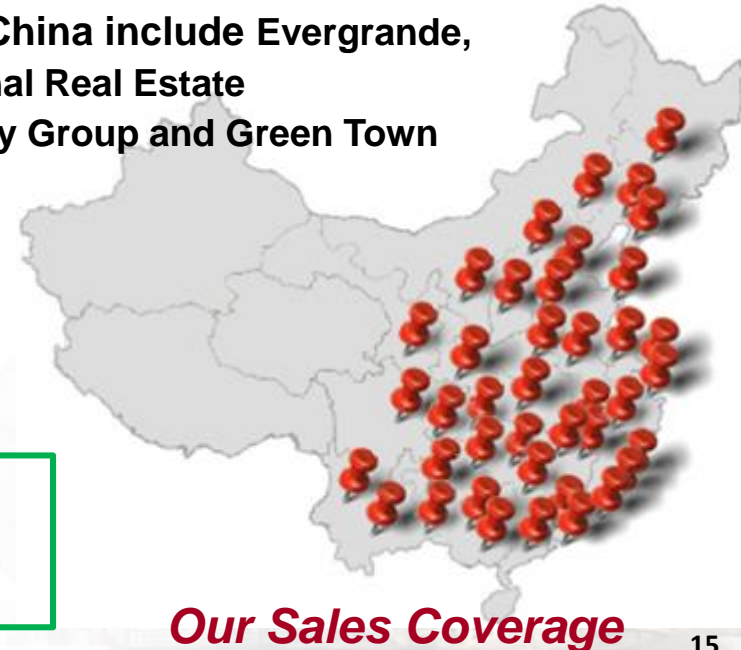 China include Evergrande,
al Real Estate
y Group and Green Town
Our Sales Coverage
15